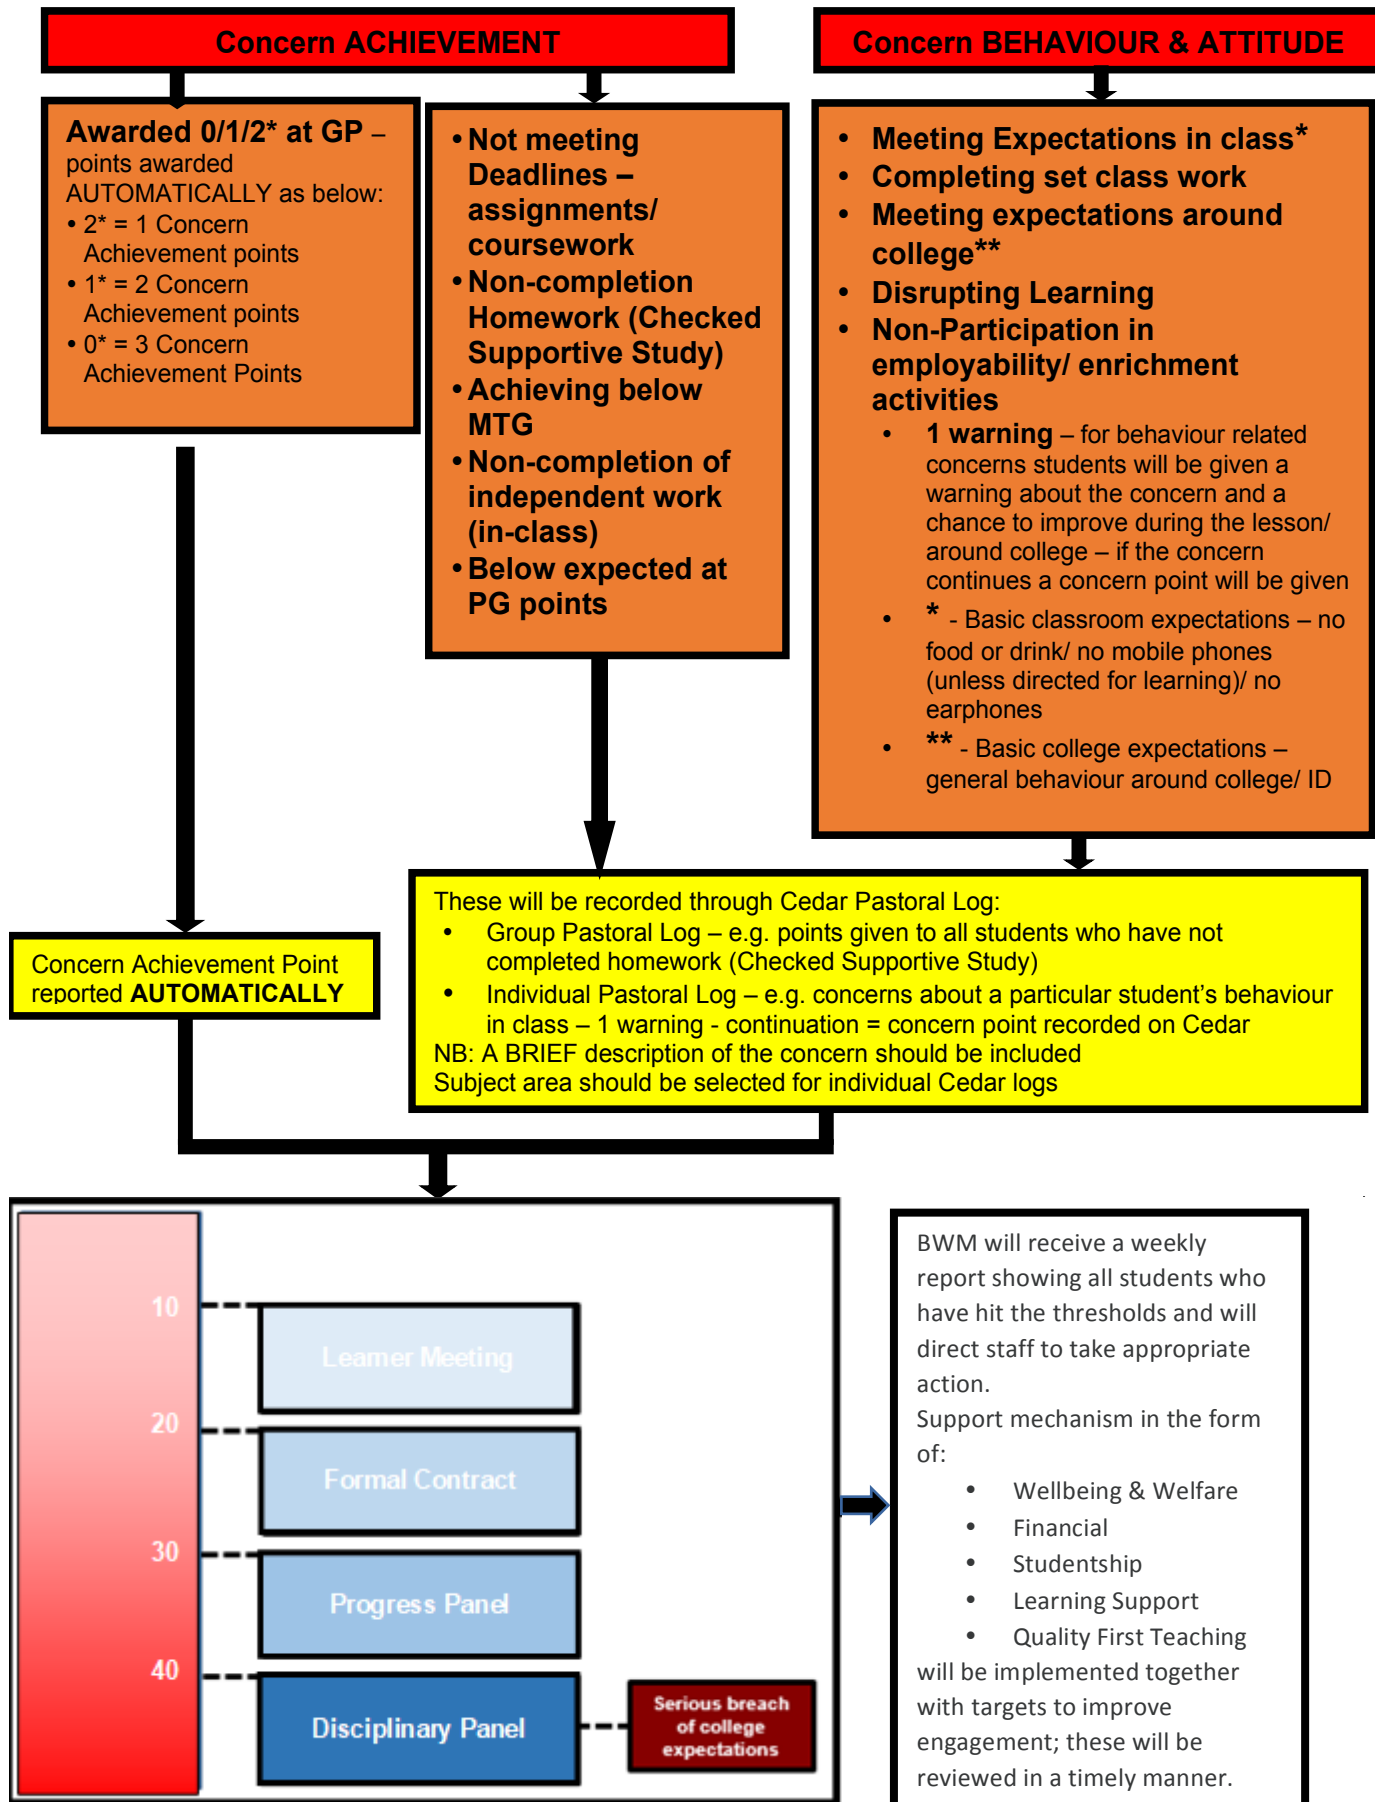 Concern ACHIEVEMENT
Concern BEHAVIOUR & ATTITUDE
Awarded 0/1/2* at GP –
points awarded
AUTOMATICALLY as below:
• 2* = 1 Concern
Achievement points
• 1* = 2 Concern
Achievement points
• 0* = 3 Concern
Achievement Points
• Not meeting
Deadlines –
assignments/
coursework
• Non-completion
Homework (Checked
Supportive Study)
• Achieving below
MTG
• Non-completion of
independent work
(in-class)
• Below expected at
PG points
• Meeting Expectations in class*
• Completing set class work
• Meeting expectations around
college**
• Disrupting Learning
• Non-Participation in
employability/ enrichment
activities
• 1 warning – for behaviour related
concerns students will be given a
warning about the concern and a
chance to improve during the lesson/
around college – if the concern
continues a concern point will be given
• * - Basic classroom expectations – no
food or drink/ no mobile phones
(unless directed for learning)/ no
earphones
• ** - Basic college expectations –
general behaviour around college/ ID
Concern Achievement Point
reported AUTOMATICALLY
These will be recorded through Cedar Pastoral Log:
• Group Pastoral Log – e.g. points given to all students who have not
completed homework (Checked Supportive Study)
• Individual Pastoral Log – e.g. concerns about a particular student's behaviour
in class – 1 warning - continuation = concern point recorded on Cedar
NB: A BRIEF description of the concern should be included
Subject area should be selected for individual Cedar logs
10
Learner Meeting
20
Formal Contract
30
Progress Panel
40
Disciplinary Panel
Serious breach
of college
expectations
BWM will receive a weekly
report showing all students who
have hit the thresholds and will
direct staff to take appropriate
action.
Support mechanism in the form
of:
• Wellbeing & Welfare
• Financial
• Studentship
• Learning Support
• Quality First Teaching
will be implemented together
with targets to improve
engagement; these will be
reviewed in a timely manner.